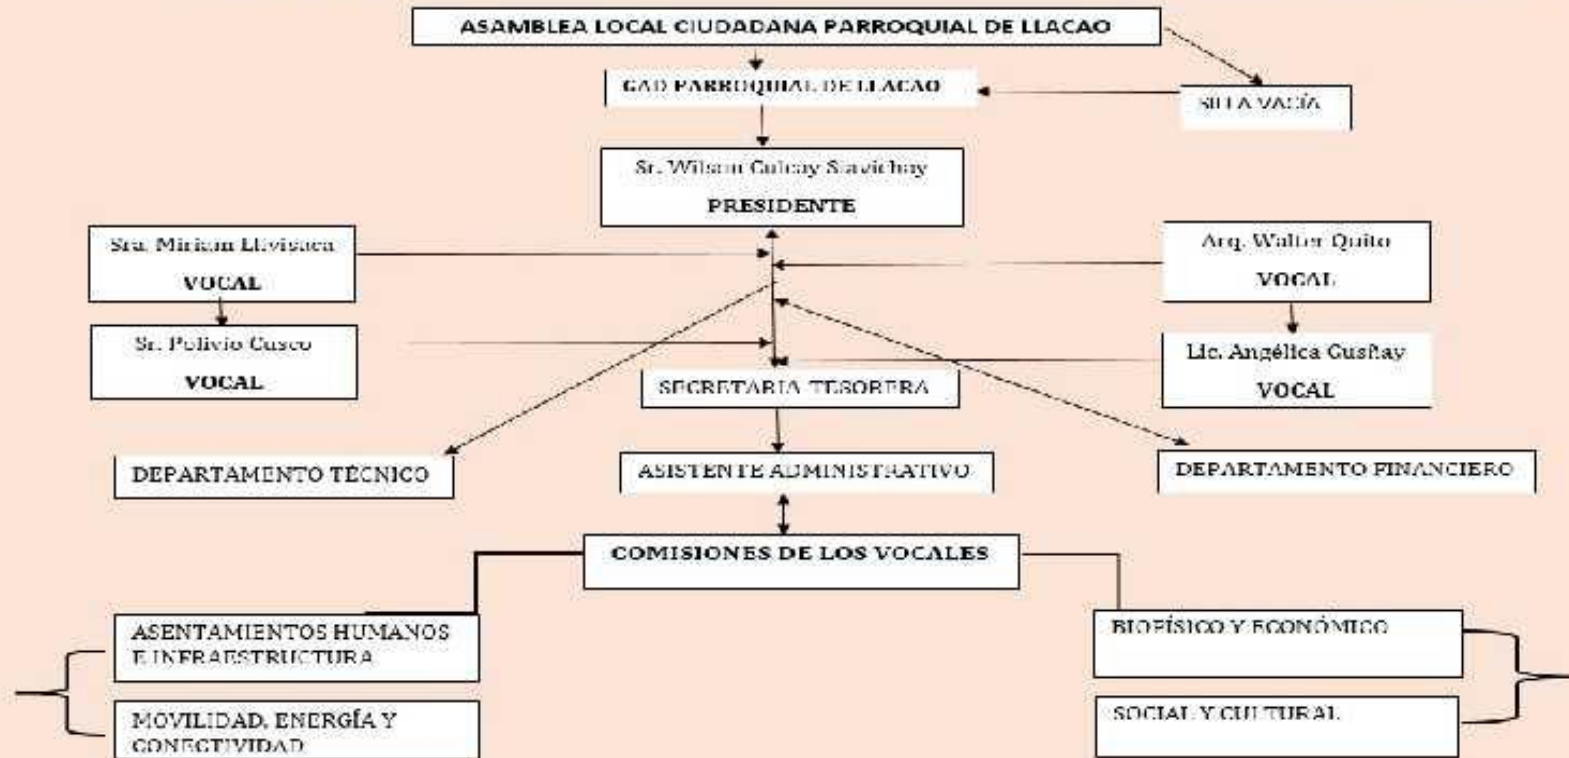 ASAMBLEA LOCAL CIUDADANA PARROQUIAL DE LLACAO
GAD PARROQUIAL DE LLACAO
SILLA VACÍA
Sr. Wilson Culcay Siavichay
PRESIDENTE
Sra. Miriam Llivisaca
VOCAL
Arq. Walter Quito
VOCAL
Sr. Polivio Cusco
VOCAL
Lic. Angélica Gusñay
VOCAL
SECRETARIA TESORERA
DEPARTAMENTO TÉCNICO
ASISTENTE ADMINISTRATIVO
DEPARTAMENTO FINANCIERO
COMISIONES DE LOS VOCALES
ASENTAMIENTOS HUMANOS
E INFRAESTRUCTURA
BIOFÍSICO Y ECONÓMICO
MOVILIDAD, ENERGÍA Y
CONECTIVIDAD
SOCIAL Y CULTURAL